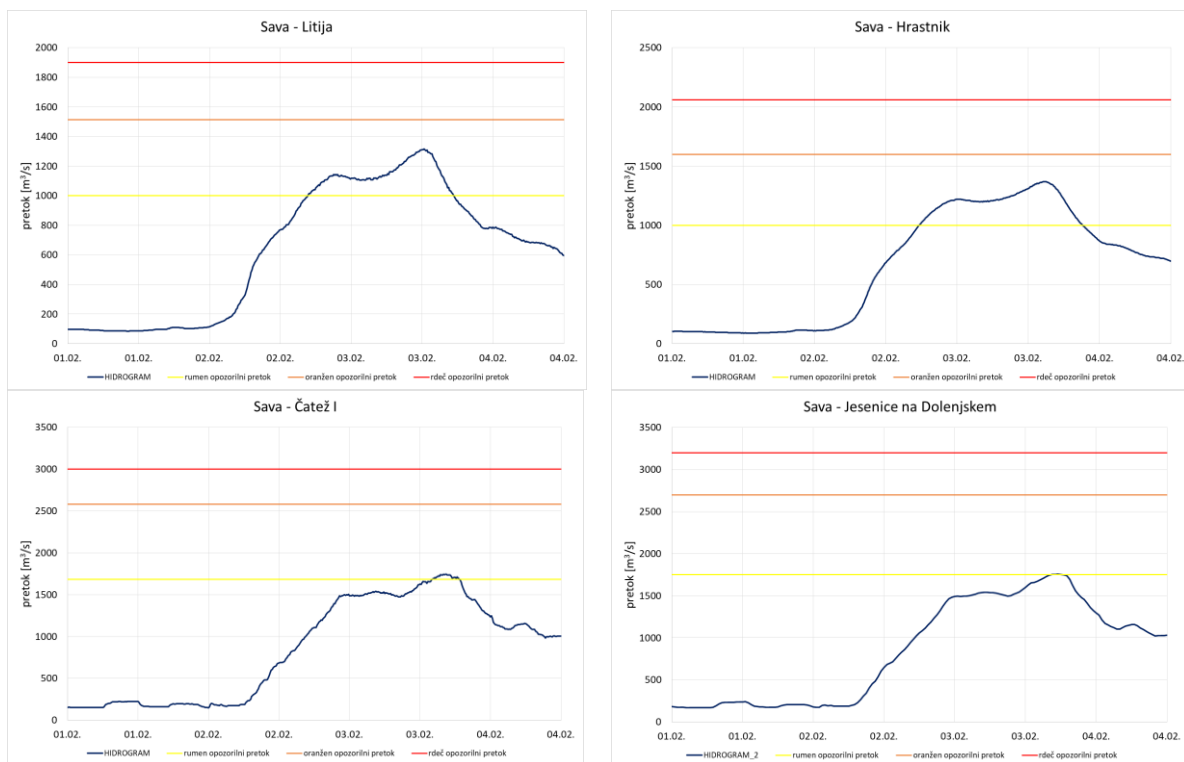 Sava - Litija
pretok [m³/s]
2000
1800
1600
1400
1200
1000
800
600
400
200
0
01.02. 01.02. 02.02. 02.02. 03.02. 03.02. 04.02. 04.02.
HIDROGRAM rumen opozorilni pretok oranžen opozorilni pretok rdeč opozorilni pretok
Sava - Hrastnik
pretok [m³/s]
2500
2000
1500
1000
500
0
01.02. 01.02. 02.02. 02.02. 03.02. 03.02. 04.02. 04.02.
HIDROGRAM rumen opozorilni pretok oranžen opozorilni pretok rdeč opozorilni pretok
Sava - Čatež I
pretok [m³/s]
3500
3000
2500
2000
1500
1000
500
0
01.02. 01.02. 02.02. 02.02. 03.02. 03.02. 04.02. 04.02.
HIDROGRAM rumen opozorilni pretok oranžen opozorilni pretok rdeč opozorilni pretok
Sava - Jesenice na Dolenjskem
pretok [m³/s]
3500
3000
2500
2000
1500
1000
500
0
01.02. 01.02. 02.02. 02.02. 03.02. 03.02. 04.02. 04.02.
HIDROGRAM_2 rumen opozorilni pretok oranžen opozorilni pretok rdeč opozorilni pretok